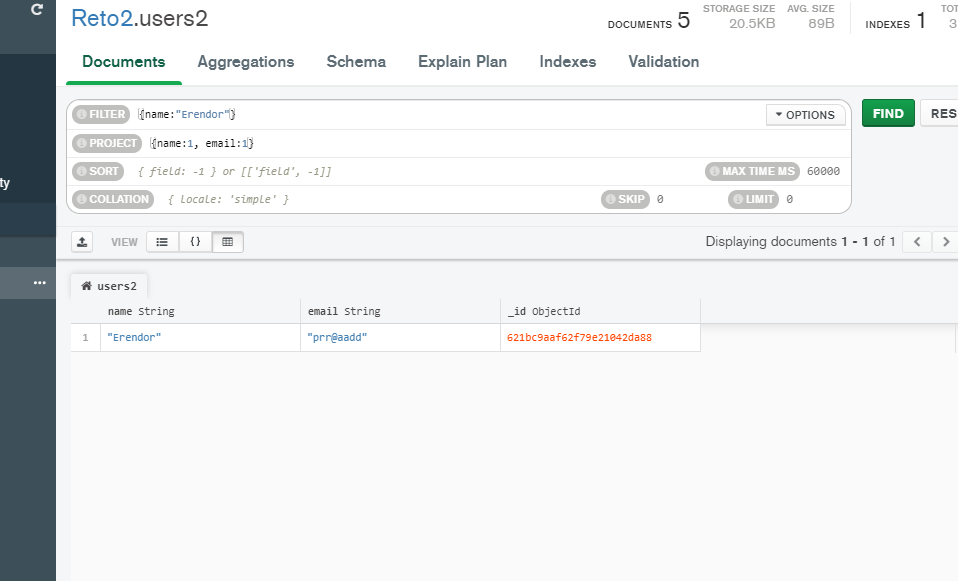 Reto2.users2
DOCUMENTS 5
STORAGE SIZE
20.5KB
AVG. SIZE
89B
INDEXES 1
TOT
3
Documents
Aggregations
Schema
Explain Plan
Indexes
Validation
FILTER {name:"Erendor"}
OPTIONS
FIND
RES
PROJECT {name:1, email:1}
SORT { field: -1 } or [['field', -1]]
MAX TIME MS 60000
COLLATION { locale: 'simple' }
SKIP 0
LIMIT 0
ty
VIEW
{}
Displaying documents 1 - 1 of 1
users2
name String
email String
_id ObjectId
1
"Erendor"
"prr@aadd"
621bc9aaf62f79e21042da88